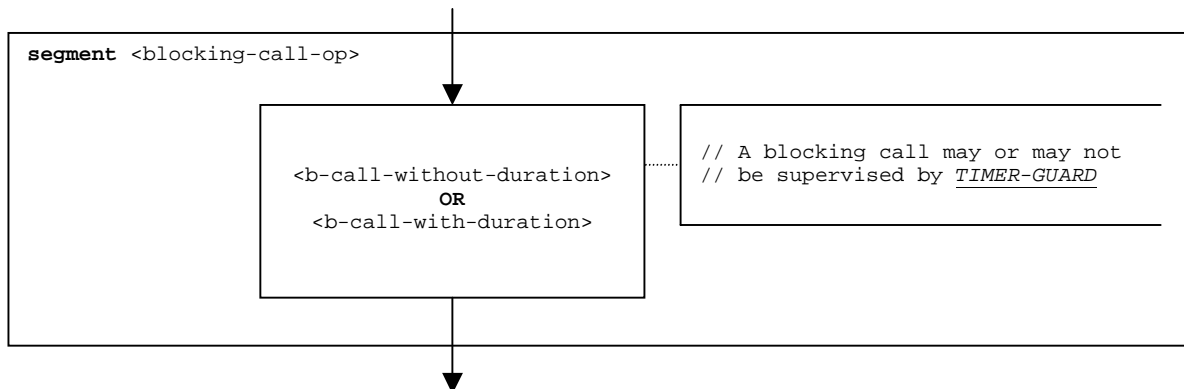 segment <blocking-call-op>
<b-call-without-duration>
OR
<b-call-with-duration>
// A blocking call may or may not
// be supervised by TIMER-GUARD